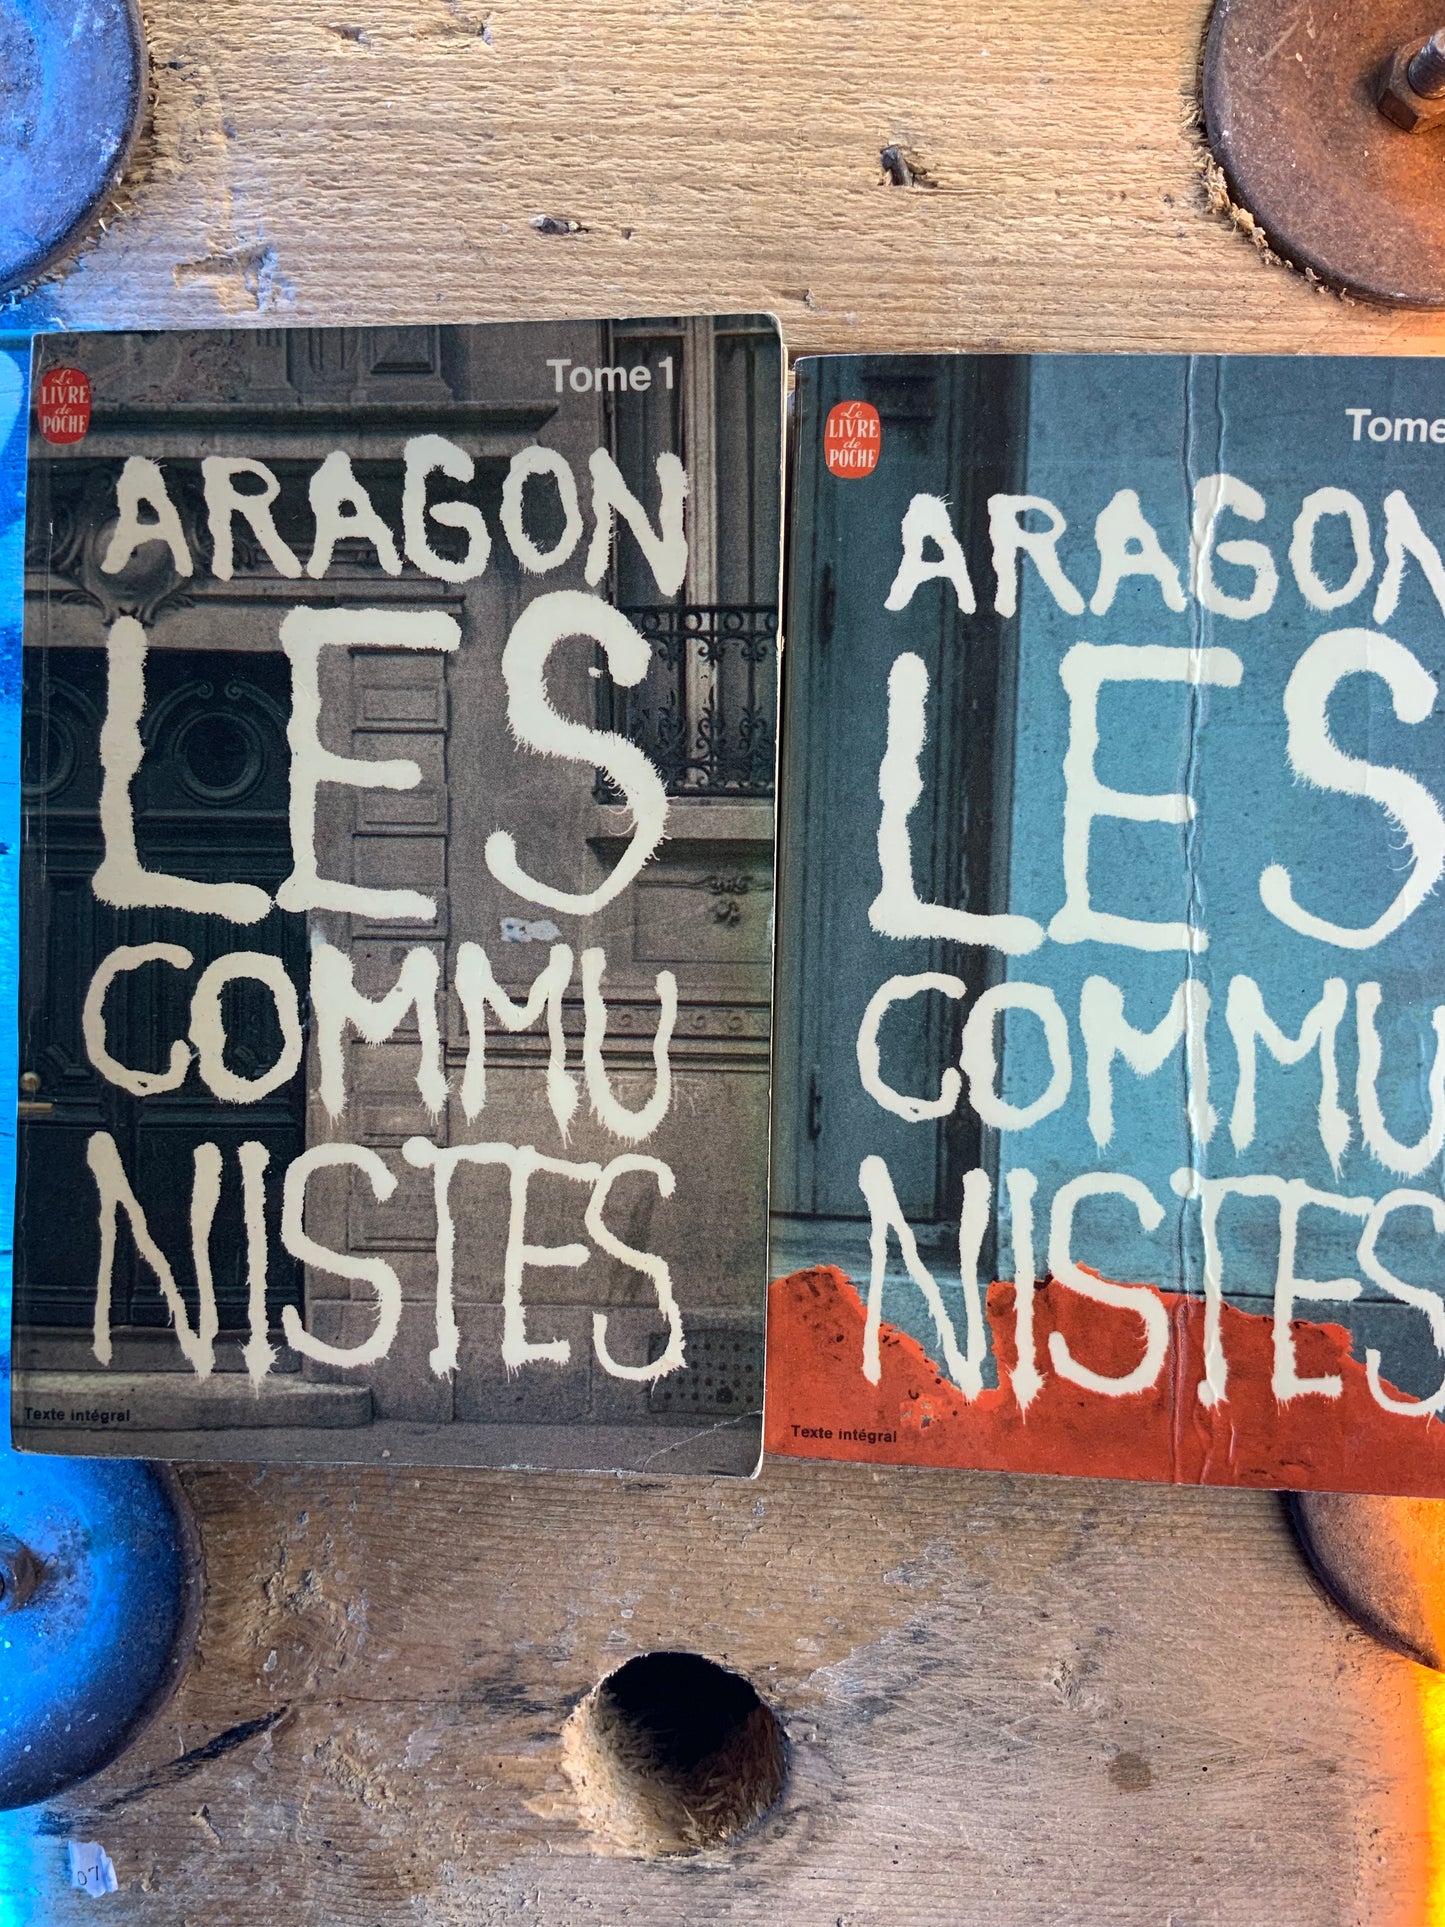 Le
LIVRE
de
POCHE
Tome 1
ARAGON
LES
COMMU
NISTES
Texte intégral
Le
LIVRE
de
POCHE
Tome
ARAGON
LES
COMMU
NISTES
Texte intégral
07